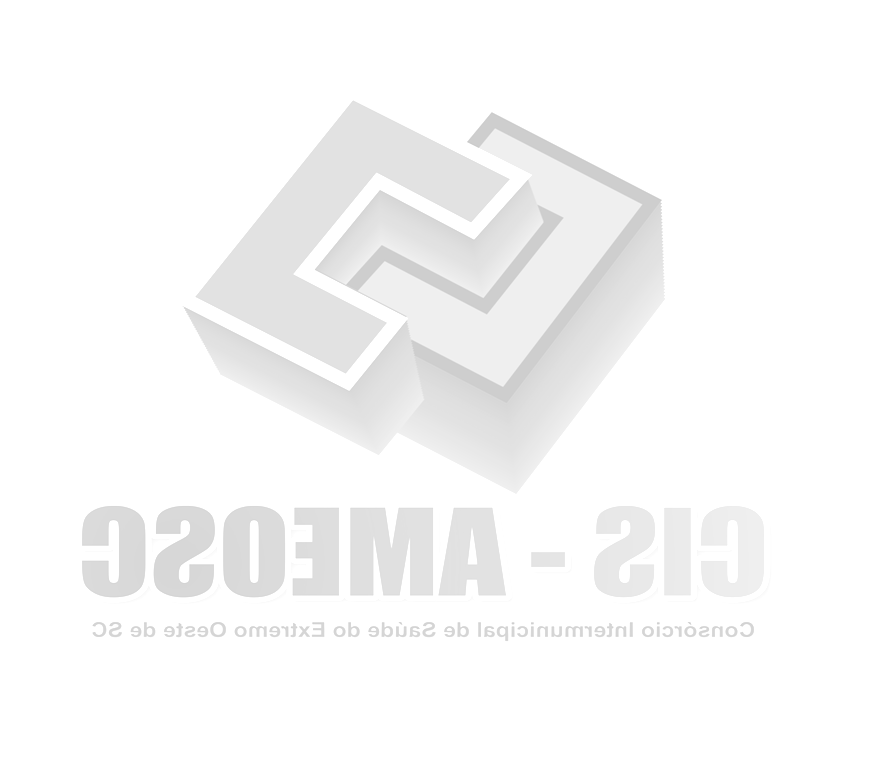 CIS - AMEOSC
Consórcio Intermunicipal de Saúde do Extremo Oeste de SC